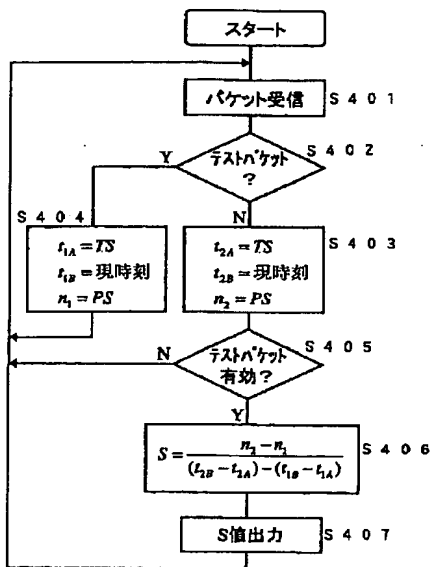 スタート
パケット受信 S401
テストパケット
? S402
Y
N
S404
t1A = TS
t1B = 現時刻
n1 = PS
S403
t2A = TS
t2B = 現時刻
n2 = PS
テストパケット
有効? S405
N
Y
S = (n2 − n1) / ((t2B − t2A) − (t1B − t1A)) S406
S値出力 S407